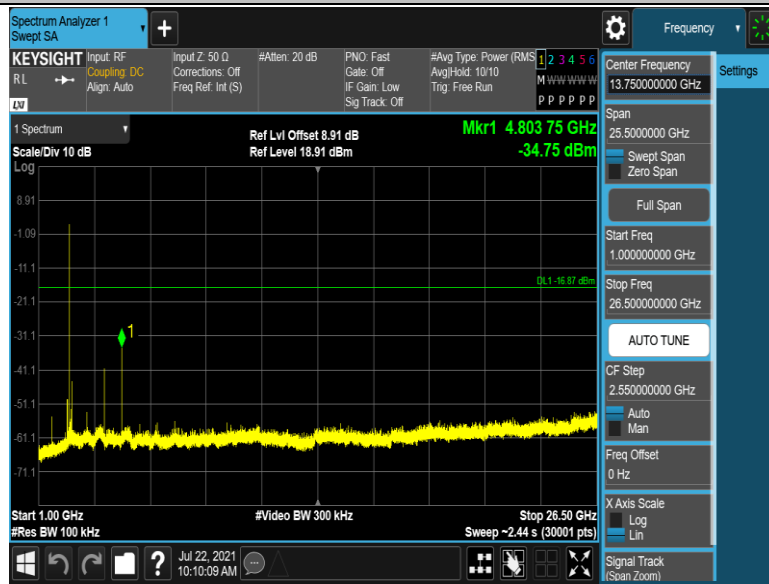 Spectrum Analyzer 1
Swept SA
Frequency
KEYSIGHT
R L
LXI
Input: RF
Coupling: DC
Align: Auto
Input Z: 50 Ω
Corrections: Off
Freq Ref: Int (S)
#Atten: 20 dB
PNO: Fast
Gate: Off
IF Gain: Low
Sig Track: Off
#Avg Type: Power (RMS
Avg|Hold: 10/10
Trig: Free Run
1 2 3 4 5 6
M W W W W W
P P P P P P
1 Spectrum
Scale/Div 10 dB
Log
Ref Lvl Offset 8.91 dB
Ref Level 18.91 dBm
Mkr1 4.803 75 GHz
-34.75 dBm
8.91
-1.09
-11.1
-21.1
-31.1
-41.1
-51.1
-61.1
-71.1
DL1 -16.87 dBm
1
Start 1.00 GHz
#Res BW 100 kHz
#Video BW 300 kHz
Stop 26.50 GHz
Sweep ~2.44 s (30001 pts)
Jul 22, 2021
10:10:09 AM
Center Frequency
13.750000000 GHz
Span
25.5000000 GHz
Swept Span
Zero Span
Full Span
Start Freq
1.000000000 GHz
Stop Freq
26.500000000 GHz
AUTO TUNE
CF Step
2.550000000 GHz
Auto
Man
Freq Offset
0 Hz
X Axis Scale
Log
Lin
Signal Track
(Span Zoom)
Settings